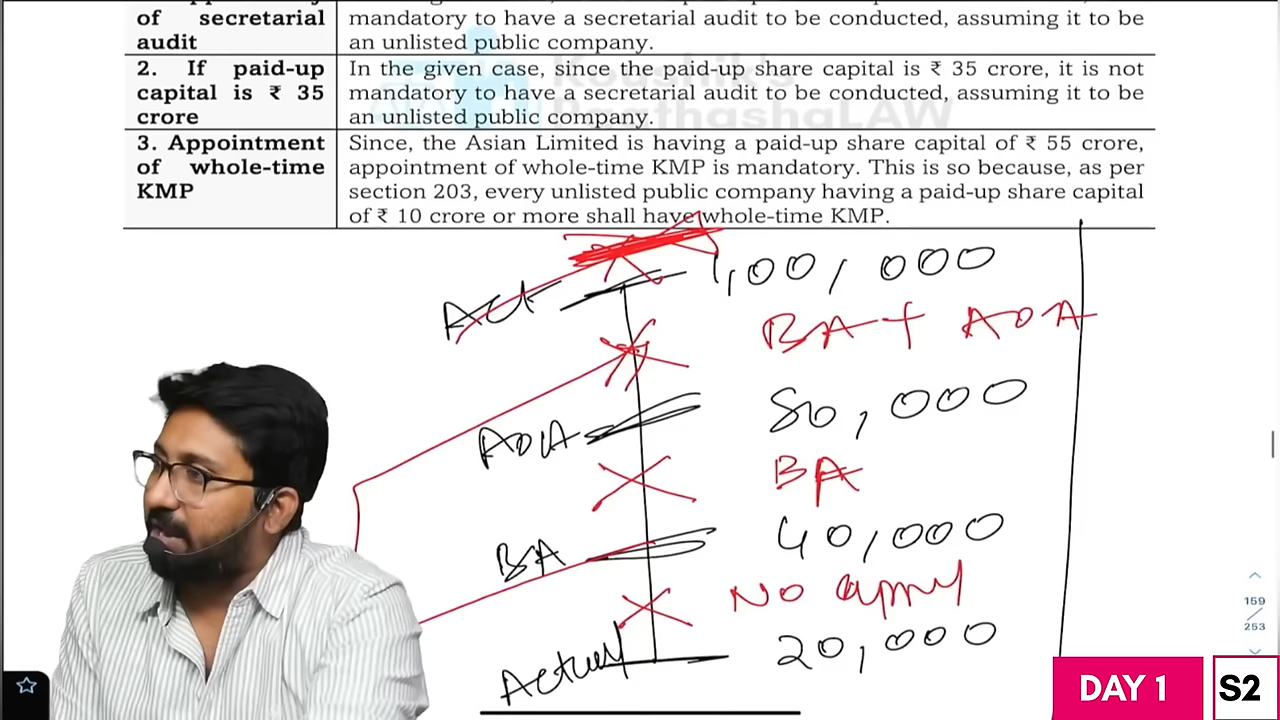 of secretarial audit
mandatory to have a secretarial audit to be conducted, assuming it to be
an unlisted public company.
2. If paid-up capital is ₹ 35 crore
In the given case, since the paid-up share capital is ₹ 35 crore, it is not
mandatory to have a secretarial audit to be conducted, assuming it to be
an unlisted public company.
3. Appointment of whole-time KMP
Since, the Asian Limited is having a paid-up share capital of ₹ 55 crore,
appointment of whole-time KMP is mandatory. This is so because, as per
section 203, every unlisted public company having a paid-up share capital
of ₹ 10 crore or more shall have whole-time KMP.
Act 1,00,000
BA + AOA
AOA 80,000
BA
BA 40,000
No apply
Actual 20,000
159
/
253
DAY 1 S2